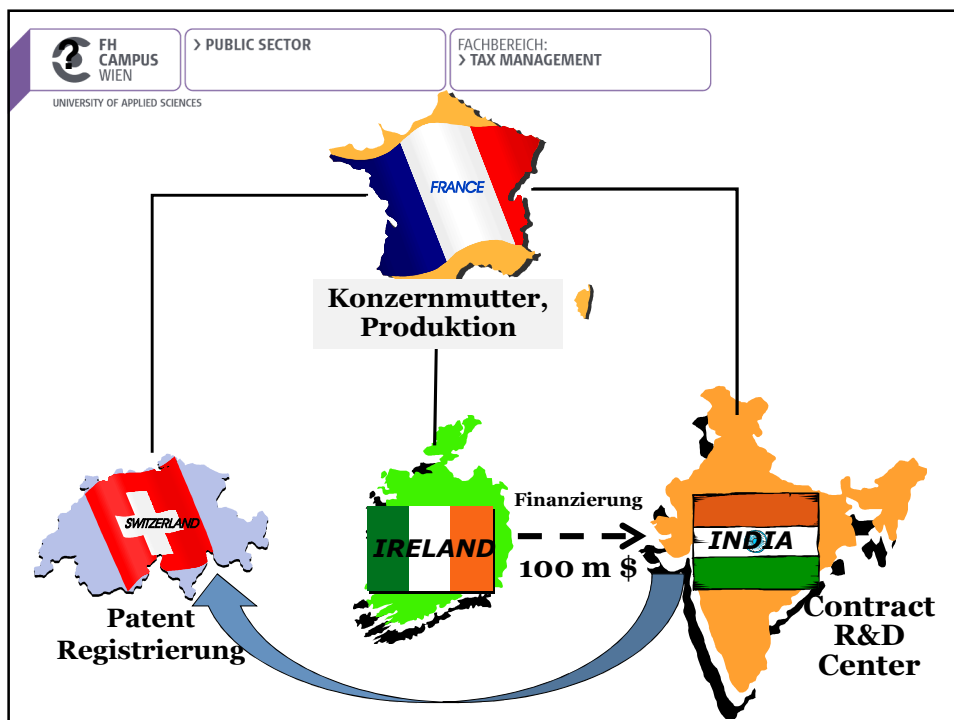 ?
FH
CAMPUS
WIEN
> PUBLIC SECTOR
FACHBEREICH:
> TAX MANAGEMENT
UNIVERSITY OF APPLIED SCIENCES
FRANCE
Konzernmutter,
Produktion
SWITZERLAND
Patent
Registrierung
IRELAND
Finanzierung
100 m $
INDIA
Contract
R&D
Center